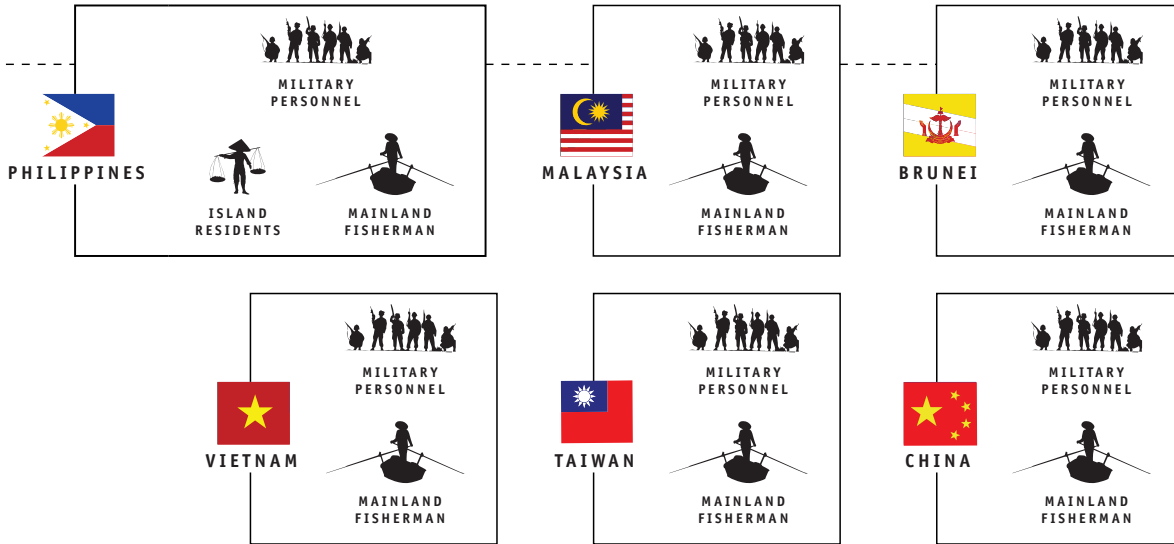 MILITARY
PERSONNEL
PHILIPPINES
ISLAND
RESIDENTS
MAINLAND
FISHERMAN
MILITARY
PERSONNEL
MALAYSIA
MAINLAND
FISHERMAN
MILITARY
PERSONNEL
BRUNEI
MAINLAND
FISHERMAN
MILITARY
PERSONNEL
VIETNAM
MAINLAND
FISHERMAN
MILITARY
PERSONNEL
TAIWAN
MAINLAND
FISHERMAN
MILITARY
PERSONNEL
CHINA
MAINLAND
FISHERMAN